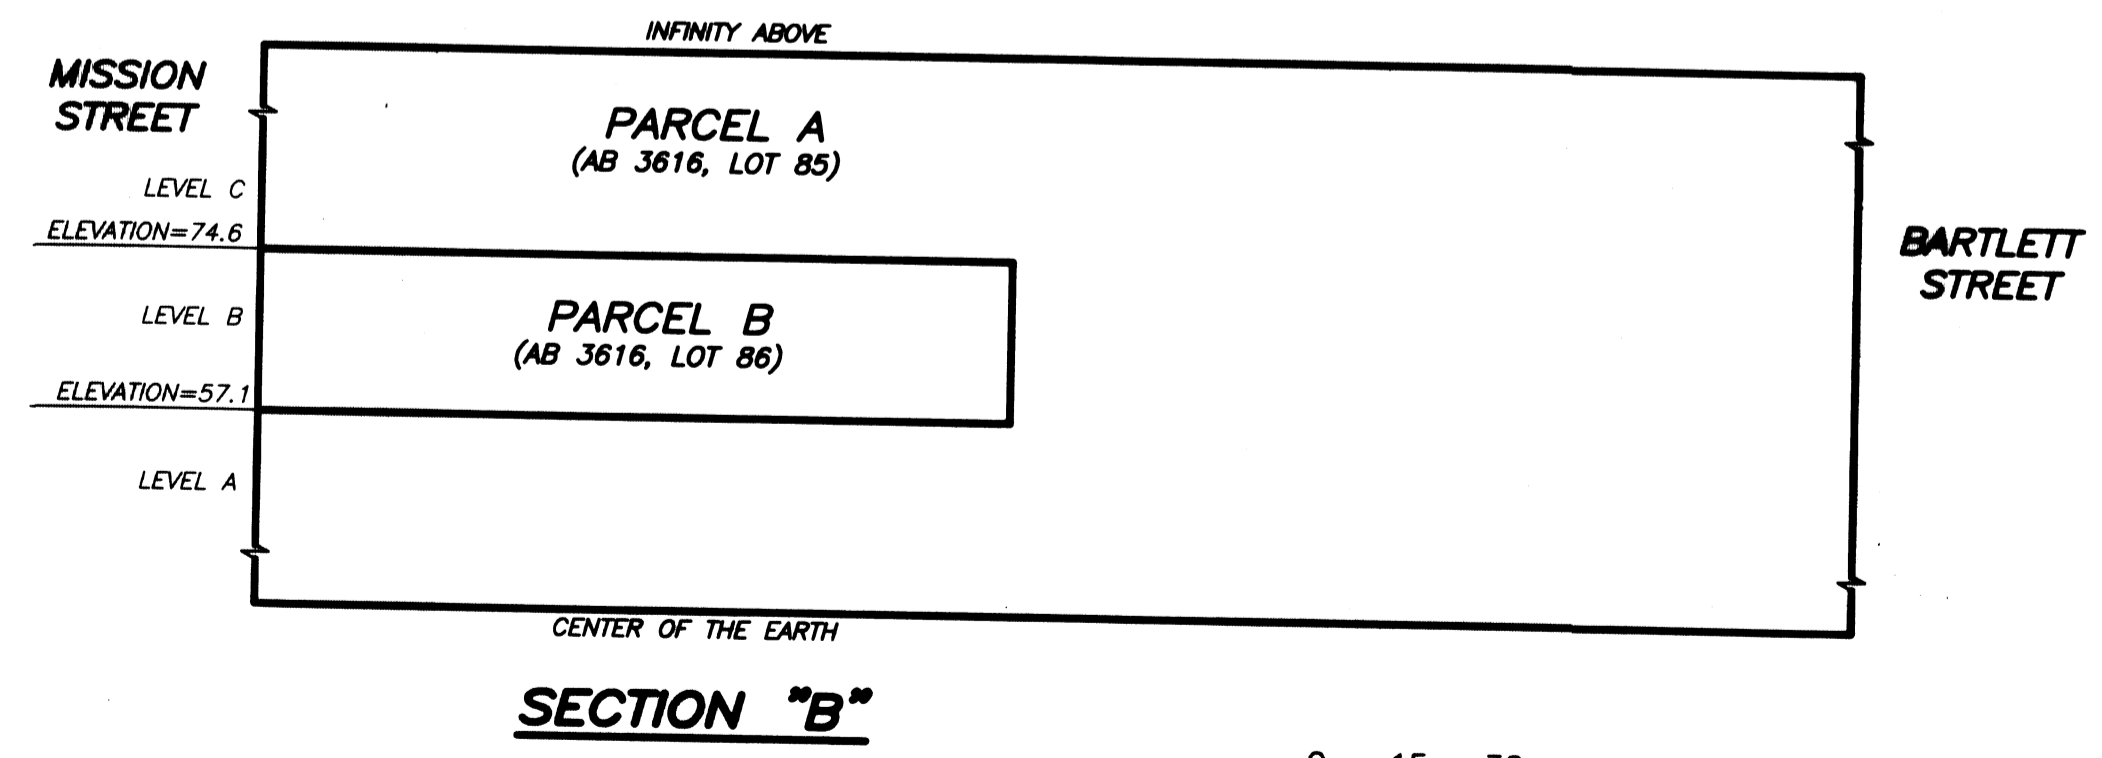 INFINITY ABOVE
MISSION
STREET
PARCEL A
(AB 3616, LOT 85)
LEVEL C
ELEVATION=74.6
BARTLETT
STREET
LEVEL B
PARCEL B
(AB 3616, LOT 86)
ELEVATION=57.1
LEVEL A
CENTER OF THE EARTH
SECTION "B"